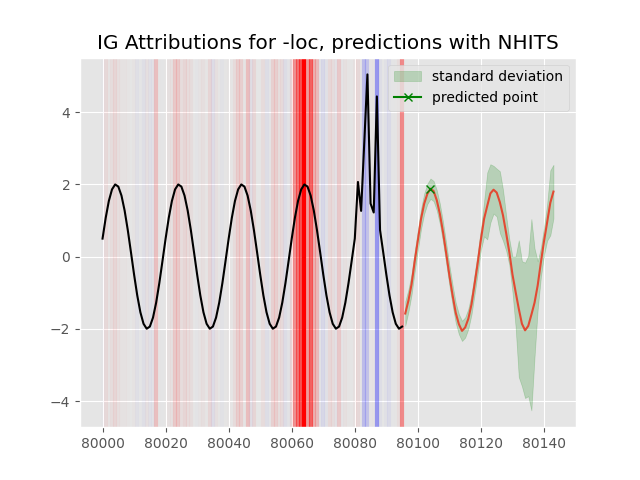 IG Attributions for -loc, predictions with NHITS
standard deviation
predicted point
4
2
0
−2
−4
80000 80020 80040 80060 80080 80100 80120 80140